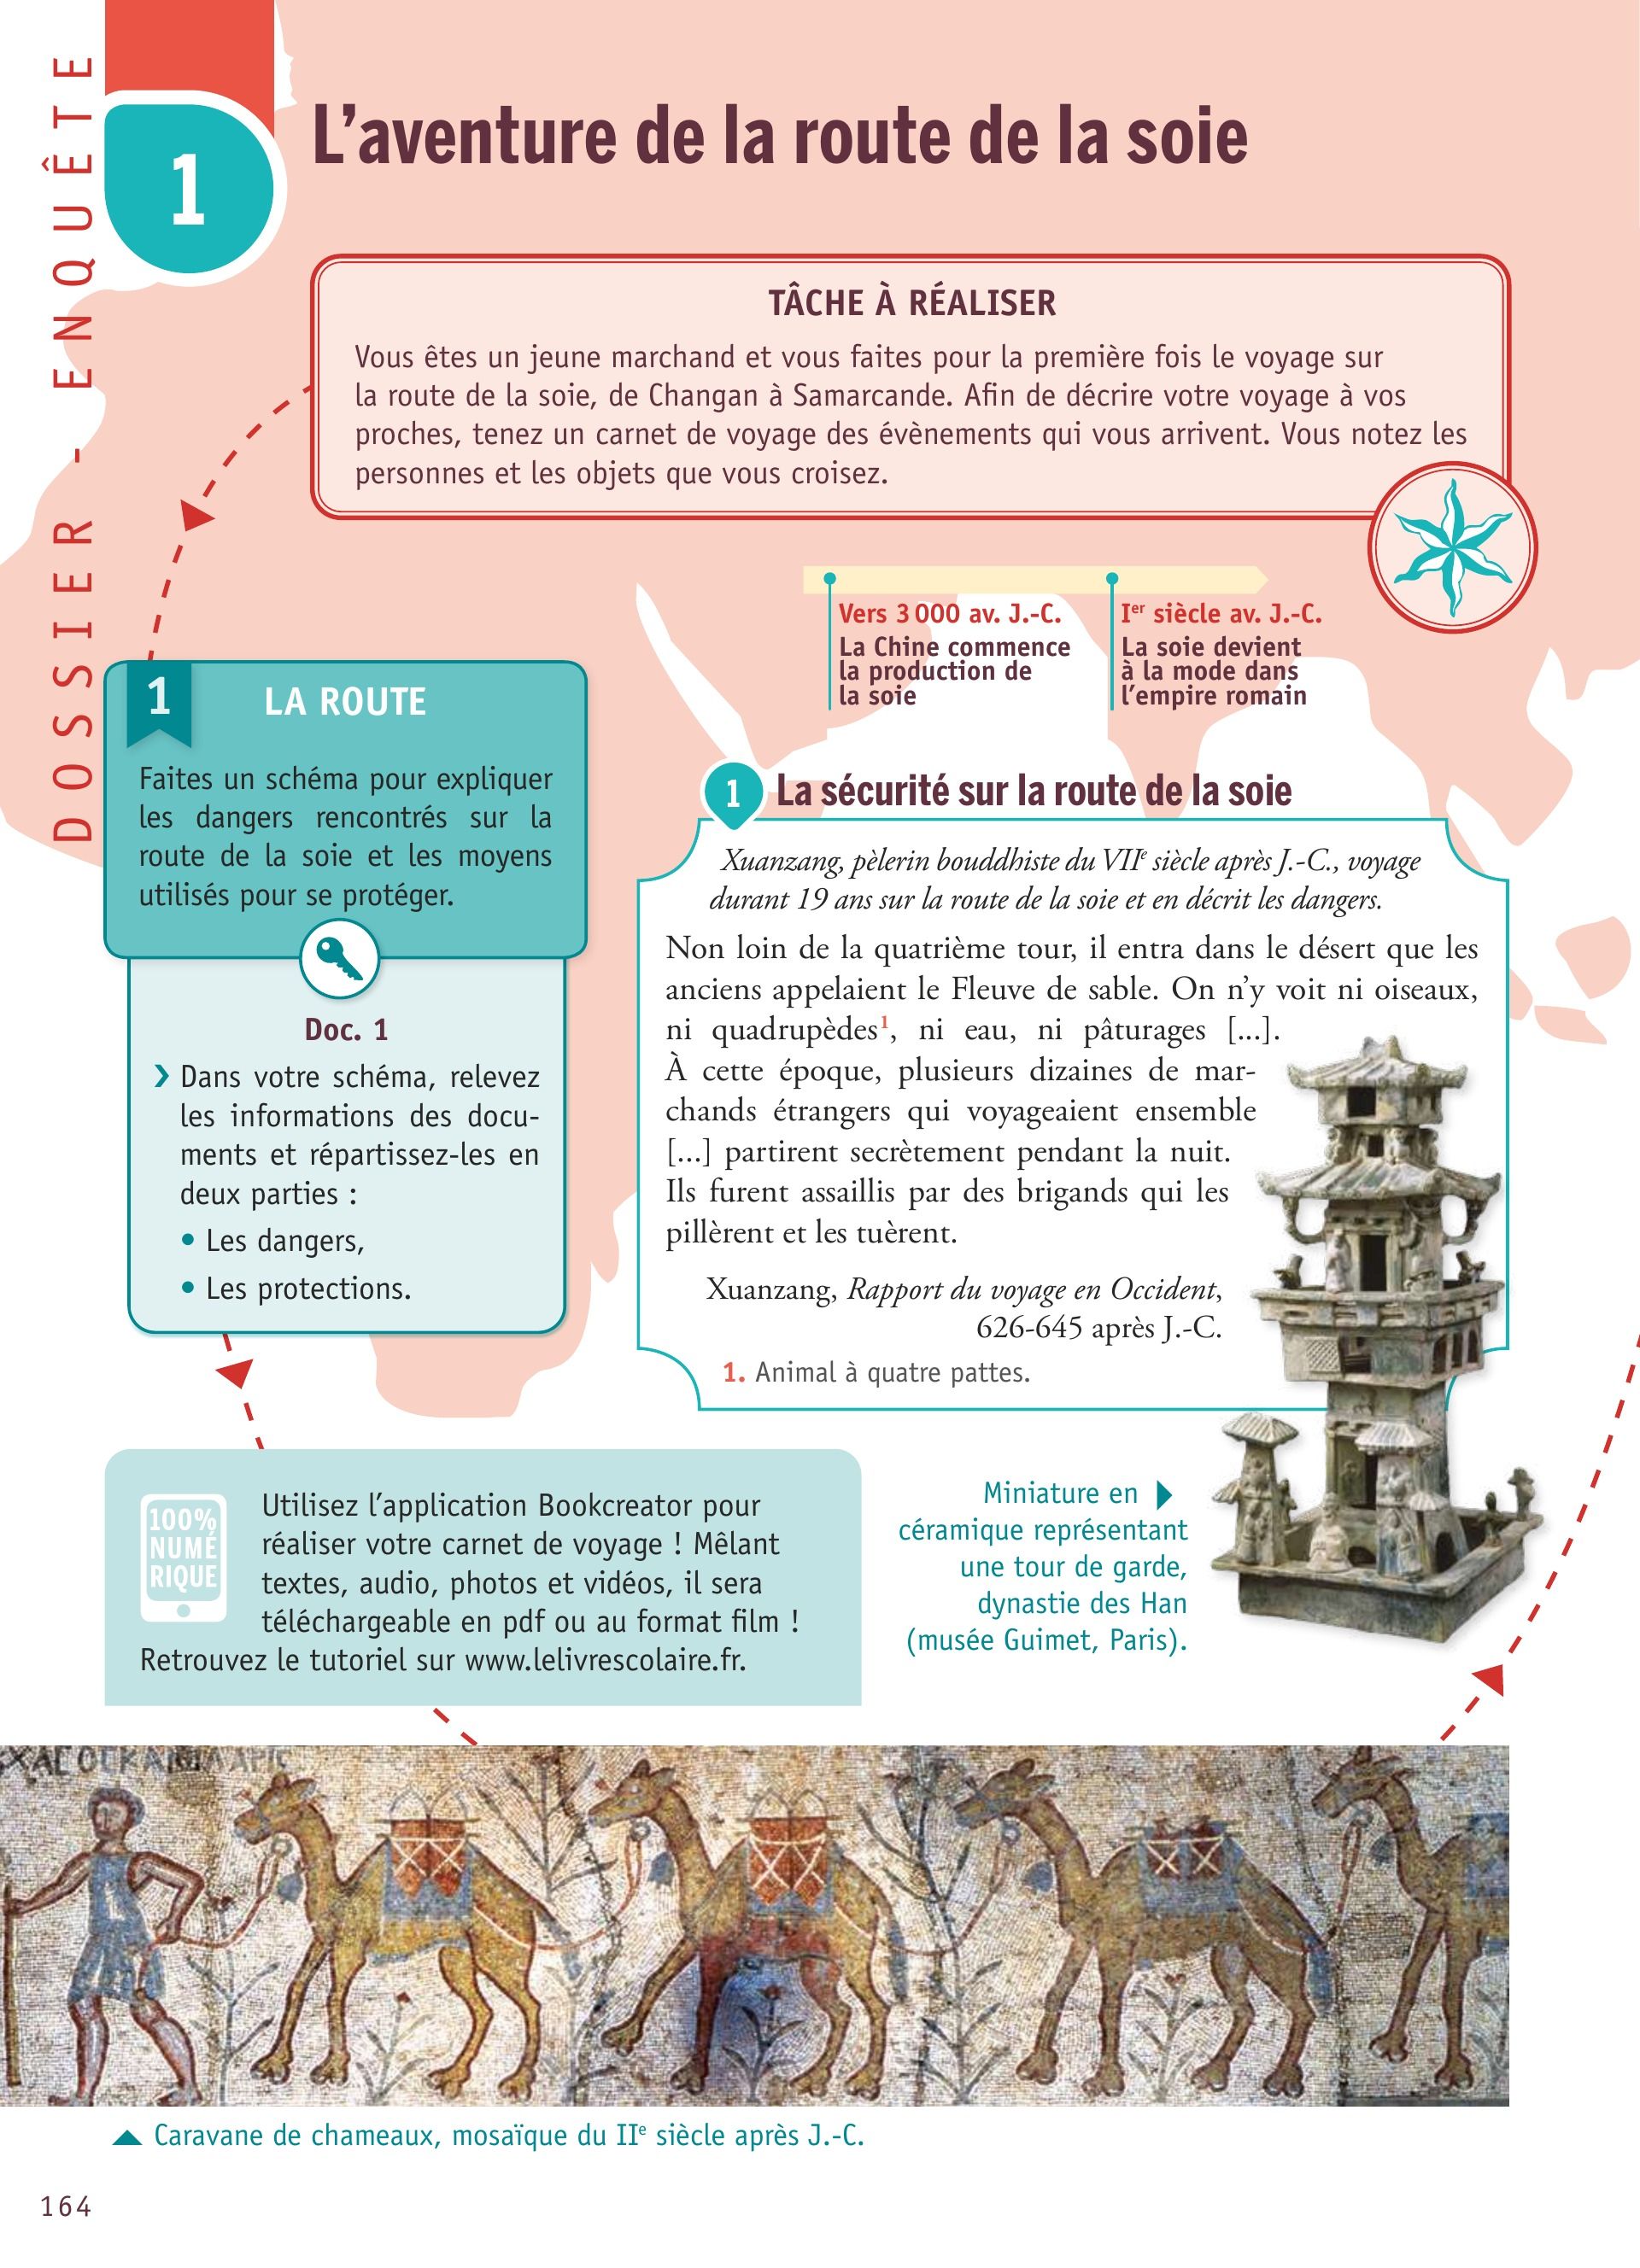 DOSSIER - ENQUÊTE
1
L’aventure de la route de la soie
TÂCHE À RÉALISER
Vous êtes un jeune marchand et vous faites pour la première fois le voyage sur
la route de la soie, de Changan à Samarcande. Afin de décrire votre voyage à vos
proches, tenez un carnet de voyage des évènements qui vous arrivent. Vous notez les
personnes et les objets que vous croisez.
Vers 3 000 av. J.-C.
La Chine commence
la production de
la soie
Ier siècle av. J.-C.
La soie devient
à la mode dans
l’empire romain
1
LA ROUTE
Faites un schéma pour expliquer
les dangers rencontrés sur la
route de la soie et les moyens
utilisés pour se protéger.
Doc. 1
› Dans votre schéma, relevez
les informations des docu-
ments et répartissez-les en
deux parties :
• Les dangers,
• Les protections.
1 La sécurité sur la route de la soie
Xuanzang, pèlerin bouddhiste du VIIe siècle après J.-C., voyage
durant 19 ans sur la route de la soie et en décrit les dangers.
Non loin de la quatrième tour, il entra dans le désert que les
anciens appelaient le Fleuve de sable. On n’y voit ni oiseaux,
ni quadrupèdes1, ni eau, ni pâturages [...].
À cette époque, plusieurs dizaines de mar-
chands étrangers qui voyageaient ensemble
[...] partirent secrètement pendant la nuit.
Ils furent assaillis par des brigands qui les
pillèrent et les tuèrent.
Xuanzang, Rapport du voyage en Occident,
626-645 après J.-C.
1. Animal à quatre pattes.
100%
NUMÉ
RIQUE
Utilisez l’application Bookcreator pour
réaliser votre carnet de voyage ! Mêlant
textes, audio, photos et vidéos, il sera
téléchargeable en pdf ou au format film !
Retrouvez le tutoriel sur www.lelivrescolaire.fr.
Miniature en
céramique représentant
une tour de garde,
dynastie des Han
(musée Guimet, Paris).
Caravane de chameaux, mosaïque du IIe siècle après J.-C.
164